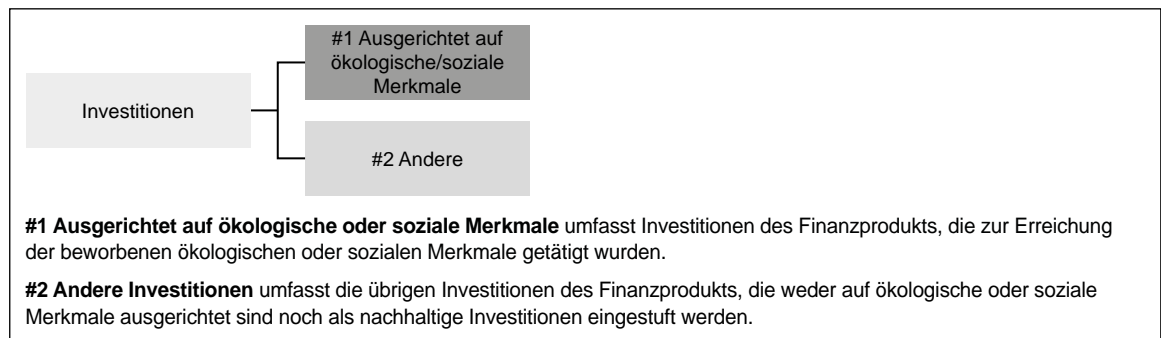 #1 Ausgerichtet auf
ökologische/soziale
Merkmale
Investitionen
#2 Andere
#1 Ausgerichtet auf ökologische oder soziale Merkmale umfasst Investitionen des Finanzprodukts, die zur Erreichung
der beworbenen ökologischen oder sozialen Merkmale getätigt wurden.
#2 Andere Investitionen umfasst die übrigen Investitionen des Finanzprodukts, die weder auf ökologische oder soziale
Merkmale ausgerichtet sind noch als nachhaltige Investitionen eingestuft werden.